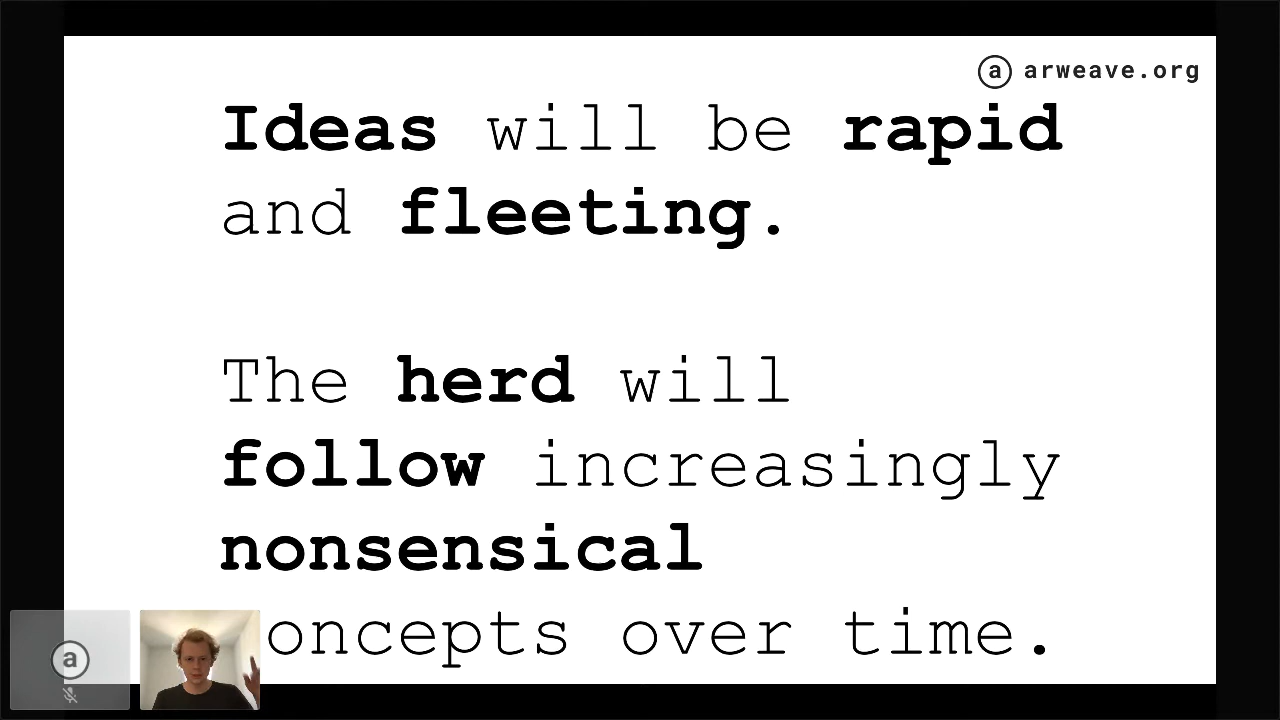 a arweave.org
Ideas will be rapid
and fleeting.
The herd will
follow increasingly
nonsensical
oncepts over time.
a